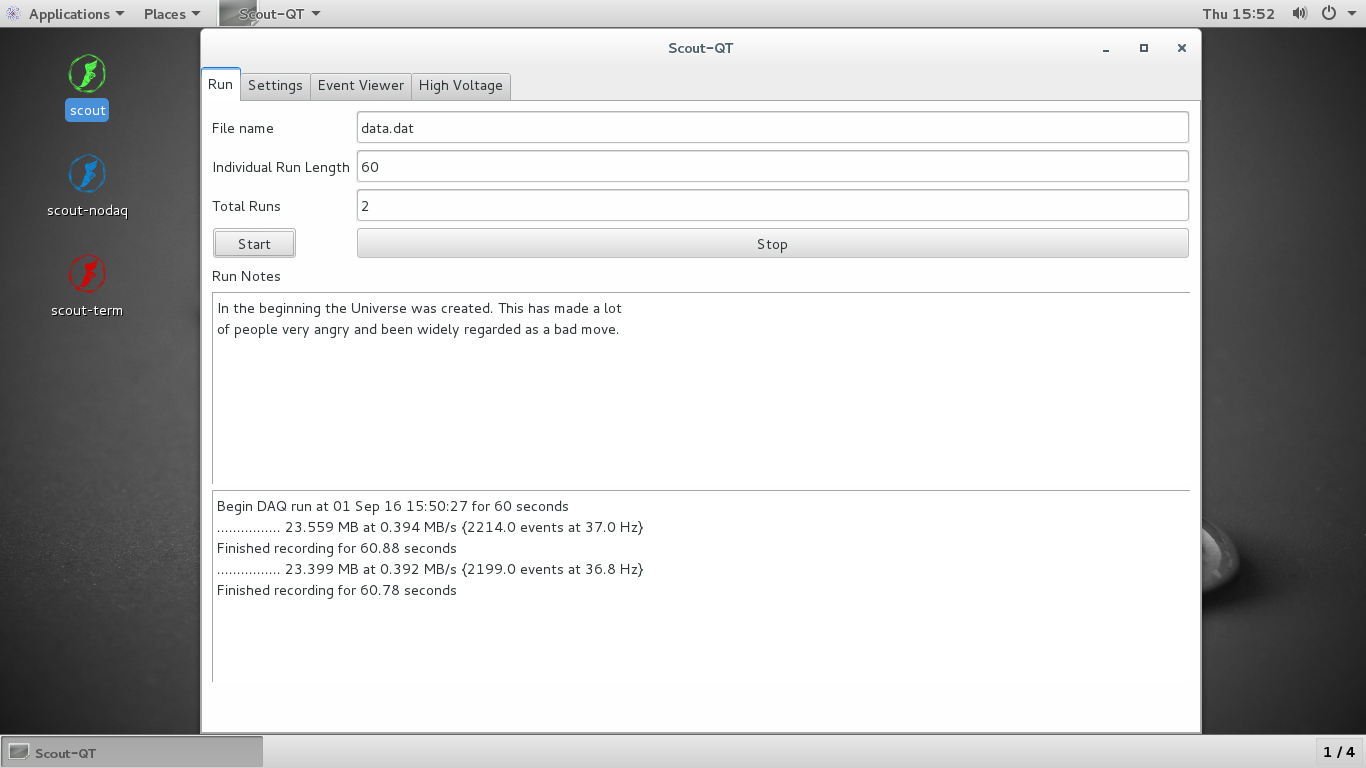 Applications Places Scout-QT Thu 15:52
Scout-QT
Run Settings Event Viewer High Voltage
scout
scout-nodaq
scout-term
File name data.dat
Individual Run Length 60
Total Runs 2
Start Stop
Run Notes
In the beginning the Universe was created. This has made a lot
of people very angry and been widely regarded as a bad move.
Begin DAQ run at 01 Sep 16 15:50:27 for 60 seconds
................ 23.559 MB at 0.394 MB/s {2214.0 events at 37.0 Hz}
Finished recording for 60.88 seconds
................ 23.399 MB at 0.392 MB/s {2199.0 events at 36.8 Hz}
Finished recording for 60.78 seconds
Scout-QT 1 / 4